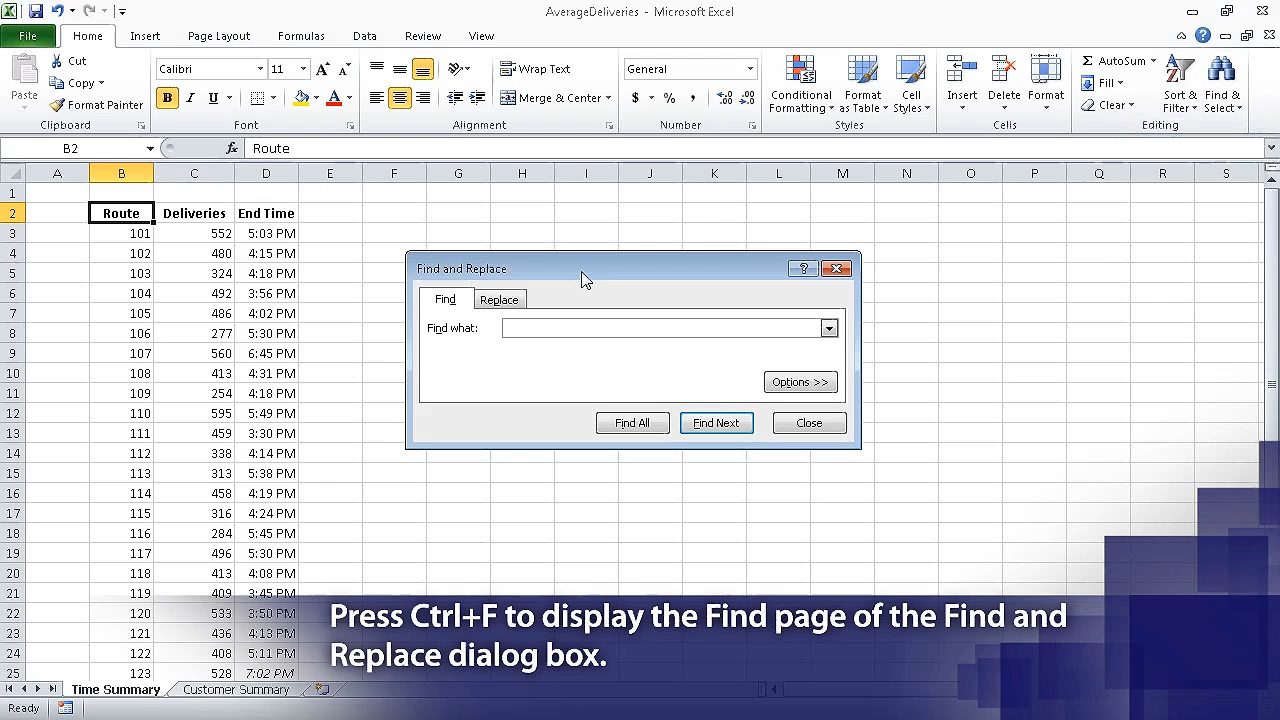 AverageDeliveries - Microsoft Excel
File Home Insert Page Layout Formulas Data Review View
Paste
Cut
Copy
Format Painter
Clipboard
Calibri 11
B I U A
Font
Wrap Text
Merge & Center
Alignment
General
$ % , .00 .0
Number
Conditional Formatting
Format as Table
Cell Styles
Styles
Insert Delete Format
Cells
Σ AutoSum
Fill
Clear
Sort & Filter
Find & Select
Editing
B2 fx Route
A B C D E F G H I J K L M N O P Q R S
1
2 Route Deliveries End Time
3 101 552 5:03 PM
4 102 480 4:15 PM
5 103 324 4:18 PM
6 104 492 3:56 PM
7 105 486 4:02 PM
8 106 277 5:30 PM
9 107 560 6:45 PM
10 108 413 4:31 PM
11 109 254 4:18 PM
12 110 595 5:49 PM
13 111 459 3:30 PM
14 112 338 4:14 PM
15 113 313 5:38 PM
16 114 458 4:19 PM
17 115 316 4:24 PM
18 116 284 5:45 PM
19 117 496 5:30 PM
20 118 413 4:08 PM
21 119 409 3:45 PM
22 120 533 3:50 PM
23 121 436 4:13 PM
24 122 408 5:11 PM
25 123 528 7:02 PM
Find and Replace
Find Replace
Find what:
Options >>
Find All Find Next Close
Press Ctrl+F to display the Find page of the Find and
Replace dialog box.
Time Summary Customer Summary
Ready